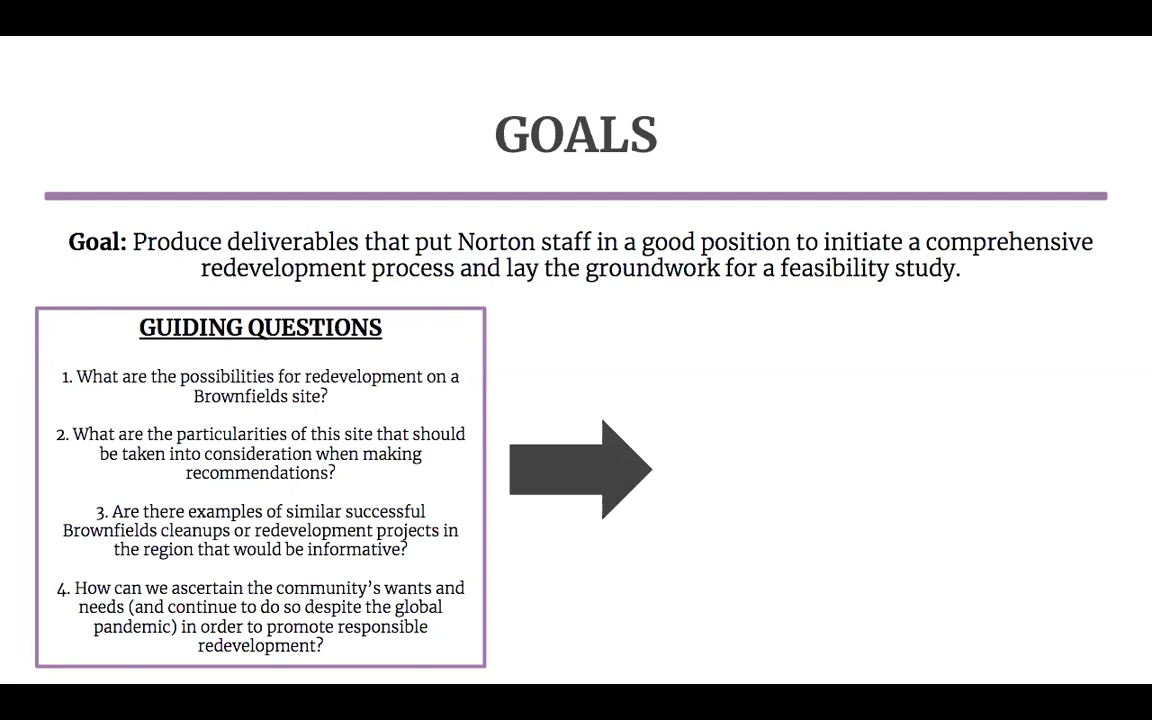 GOALS
Goal: Produce deliverables that put Norton staff in a good position to initiate a comprehensive
redevelopment process and lay the groundwork for a feasibility study.
GUIDING QUESTIONS
1. What are the possibilities for redevelopment on a
Brownfields site?
2. What are the particularities of this site that should
be taken into consideration when making
recommendations?
3. Are there examples of similar successful
Brownfields cleanups or redevelopment projects in
the region that would be informative?
4. How can we ascertain the community’s wants and
needs (and continue to do so despite the global
pandemic) in order to promote responsible
redevelopment?